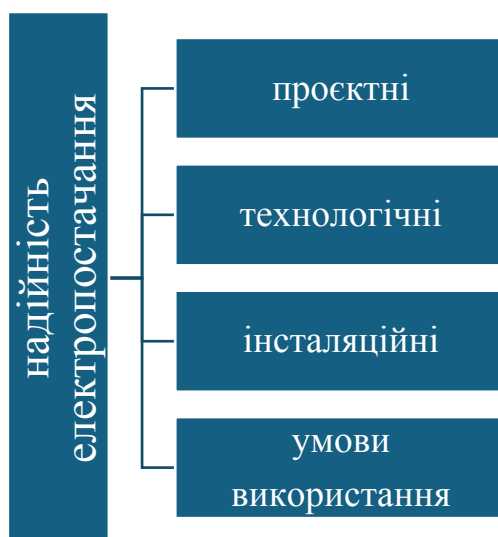 надійність
електропостачання
проєктні
технологічні
інсталяційні
умови
використання